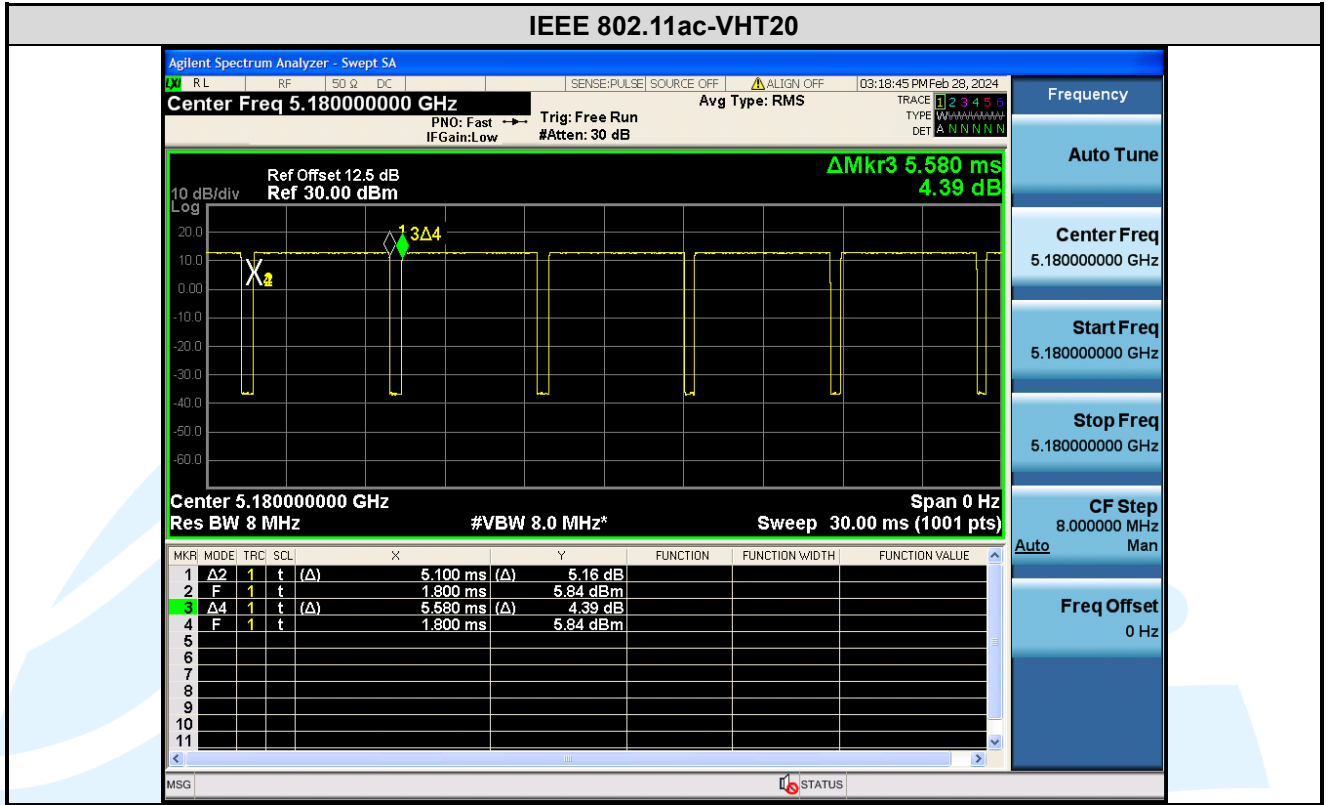 IEEE 802.11ac-VHT20
Agilent Spectrum Analyzer - Swept SA
LXI RL RF 50 Ω DC SENSE:PULSE SOURCE OFF ALIGN OFF 03:18:45 PM Feb 28, 2024
Center Freq 5.180000000 GHz Avg Type: RMS TRACE 1 2 3 4 5 6
PNO: Fast Trig: Free Run TYPE W
IFGain:Low #Atten: 30 dB DET A N N N N N
ΔMkr3 5.580 ms
4.39 dB
Ref Offset 12.5 dB
10 dB/div Ref 30.00 dBm
Log
20.0
10.0
0.00
-10.0
-20.0
-30.0
-40.0
-50.0
-60.0
1 3Δ4
X
Center 5.180000000 GHz Span 0 Hz
Res BW 8 MHz #VBW 8.0 MHz* Sweep 30.00 ms (1001 pts)
MKR MODE TRC SCL X Y FUNCTION FUNCTION WIDTH FUNCTION VALUE
1 Δ2 1 t (Δ) 5.100 ms (Δ) 5.16 dB
2 F 1 t 1.800 ms 5.84 dBm
3 Δ4 1 t (Δ) 5.580 ms (Δ) 4.39 dB
4 F 1 t 1.800 ms 5.84 dBm
5
6
7
8
9
10
11
MSG STATUS
Frequency
Auto Tune
Center Freq
5.180000000 GHz
Start Freq
5.180000000 GHz
Stop Freq
5.180000000 GHz
CF Step
8.000000 MHz
Auto Man
Freq Offset
0 Hz